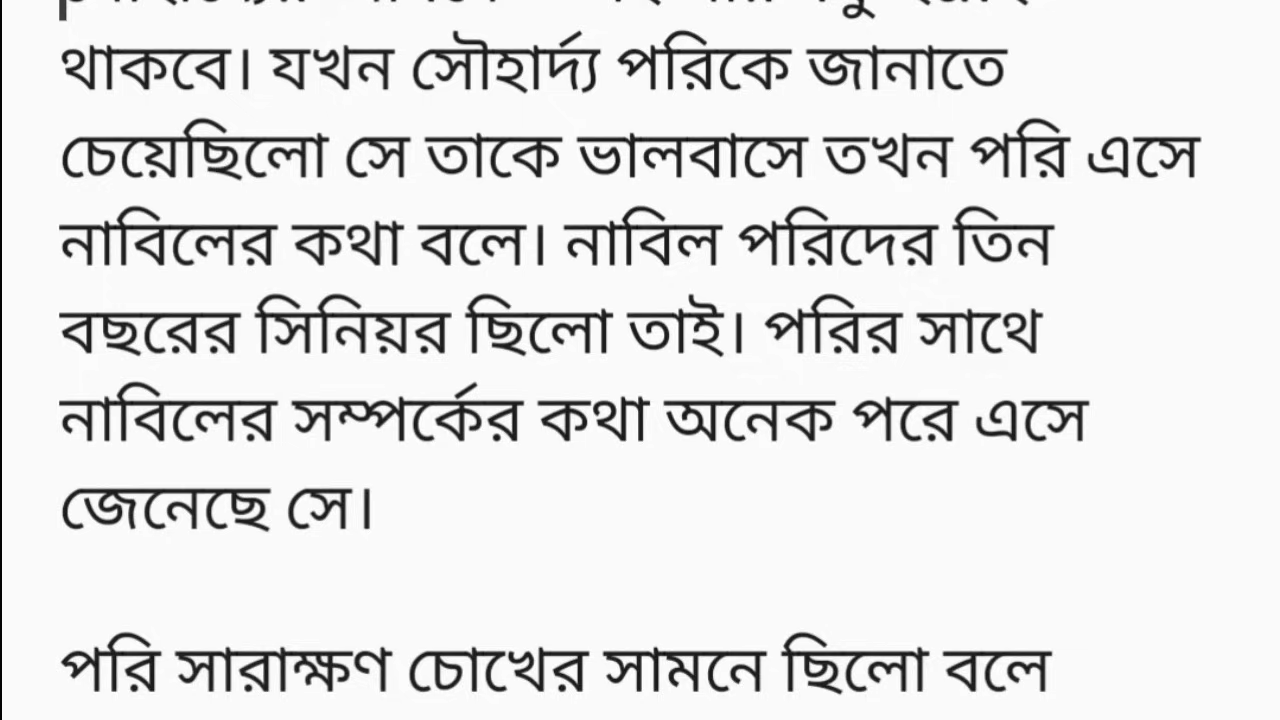 থাকবে। যখন সৌহার্দ্য পরিকে জানাতে
চেয়েছিলো সে তাকে ভালবাসে তখন পরি এসে
নাবিলের কথা বলে। নাবিল পরিদের তিন
বছরের সিনিয়র ছিলো তাই। পরির সাথে
নাবিলের সম্পর্কের কথা অনেক পরে এসে
জেনেছে সে।
পরি সারাক্ষণ চোখের সামনে ছিলো বলে